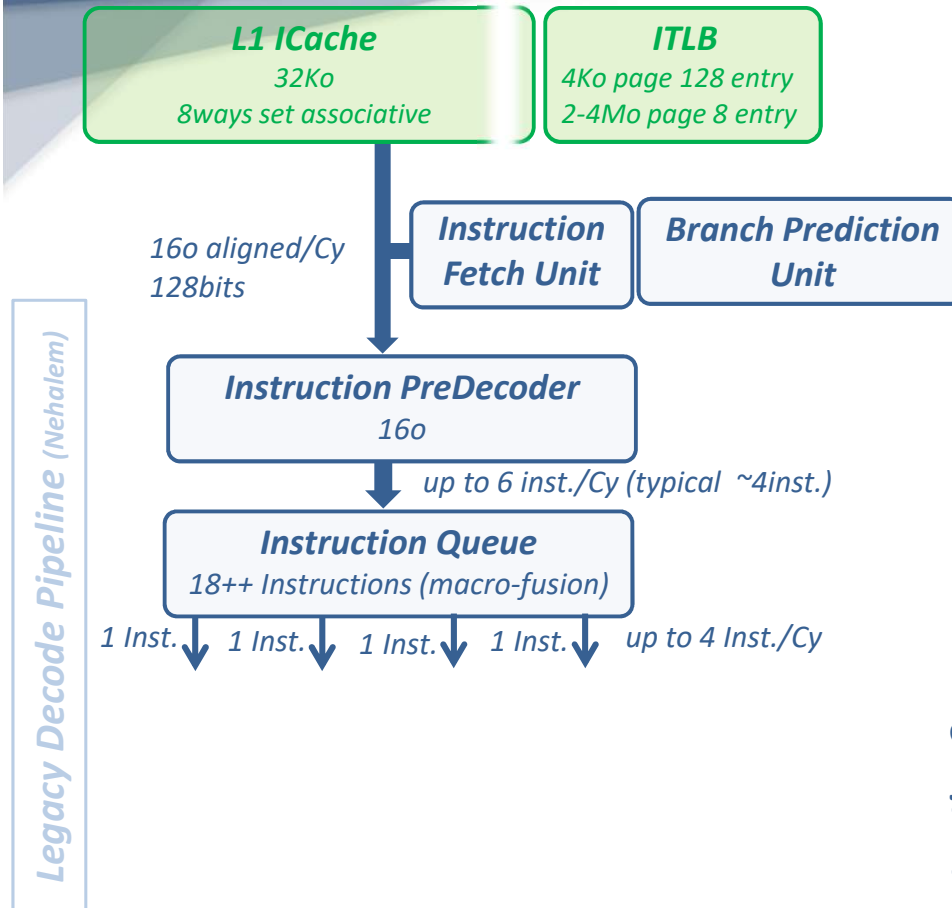 L1 ICache
32Ko
8ways set associative
ITLB
4Ko page 128 entry
2-4Mo page 8 entry
16o aligned/Cy
128bits
Instruction
Fetch Unit
Branch Prediction
Unit
Instruction PreDecoder
16o
up to 6 inst./Cy (typical ~4inst.)
Instruction Queue
18++ Instructions (macro-fusion)
1 Inst.
1 Inst.
1 Inst.
1 Inst.
up to 4 Inst./Cy
Legacy Decode Pipeline (Nehalem)